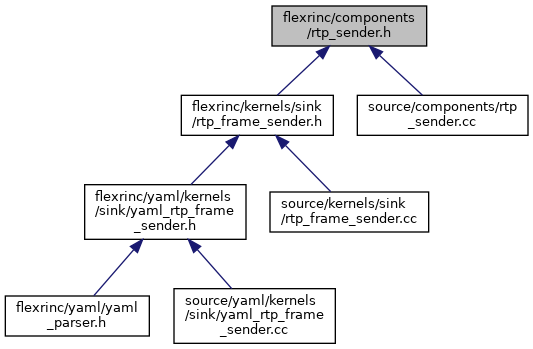 flexrinc/components
/rtp_sender.h
flexrinc/kernels/sink
/rtp_frame_sender.h
source/components/rtp
_sender.cc
flexrinc/yaml/kernels
/sink/yaml_rtp_frame
_sender.h
source/kernels/sink
/rtp_frame_sender.cc
flexrinc/yaml/yaml
_parser.h
source/yaml/kernels
/sink/yaml_rtp_frame
_sender.cc